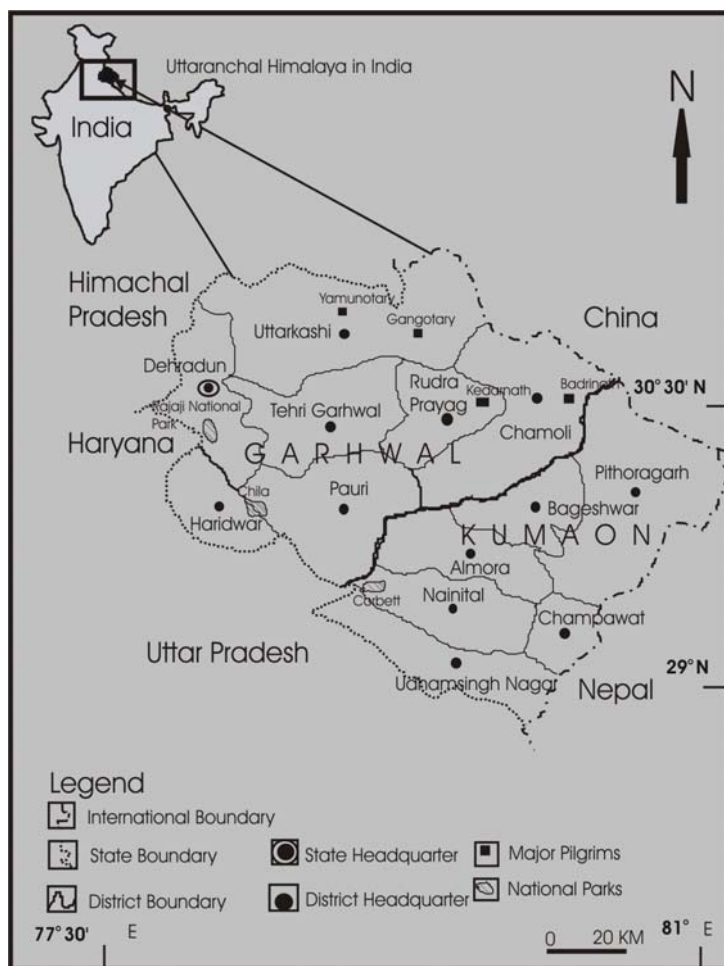 Uttaranchal Himalaya in India
India
N
Himachal
Pradesh
Yamunotary
Uttarkashi
Gangotary
China
Dehradun
Rudra
Prayag
Kedarnath
Badrinath
30° 30' N
Rajaji National
Park
Tehri Garhwal
Chamoli
Haryana
GARHWAL
Pithoragarh
Chila
Pauri
Bageshwar
Haridwar
KUMAON
Almora
Corbett
Nainital
Champawat
Uttar Pradesh
29° N
Udhamsingh Nagar
Nepal
Legend
International Boundary
State Boundary
State Headquarter
Major Pilgrims
District Boundary
District Headquarter
National Parks
77° 30' E
0 20 KM
81° E